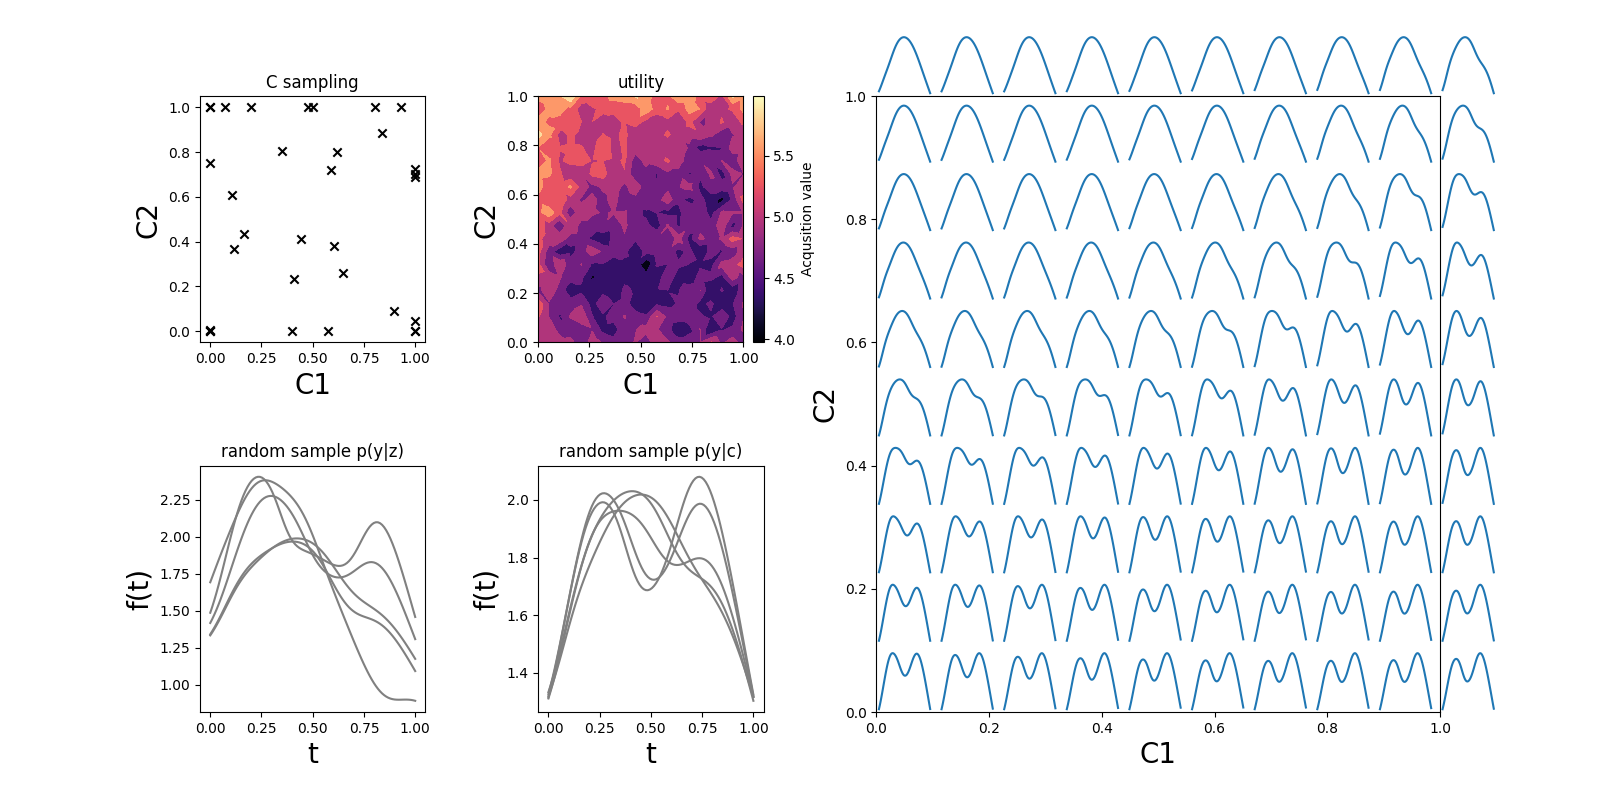 C sampling
1.0
0.8
0.6
0.4
0.2
0.0
C2
0.00 0.25 0.50 0.75 1.00
C1
utility
1.0
0.8
0.6
0.4
0.2
0.0
C2
0.00 0.25 0.50 0.75 1.00
C1
5.5
5.0
4.5
4.0
Acqusition value
random sample p(y|z)
2.25
2.00
1.75
1.50
1.25
1.00
f(t)
0.00 0.25 0.50 0.75 1.00
t
random sample p(y|c)
2.0
1.8
1.6
1.4
f(t)
0.00 0.25 0.50 0.75 1.00
t
1.0
0.8
0.6
0.4
0.2
0.0
C2
0.0 0.2 0.4 0.6 0.8 1.0
C1